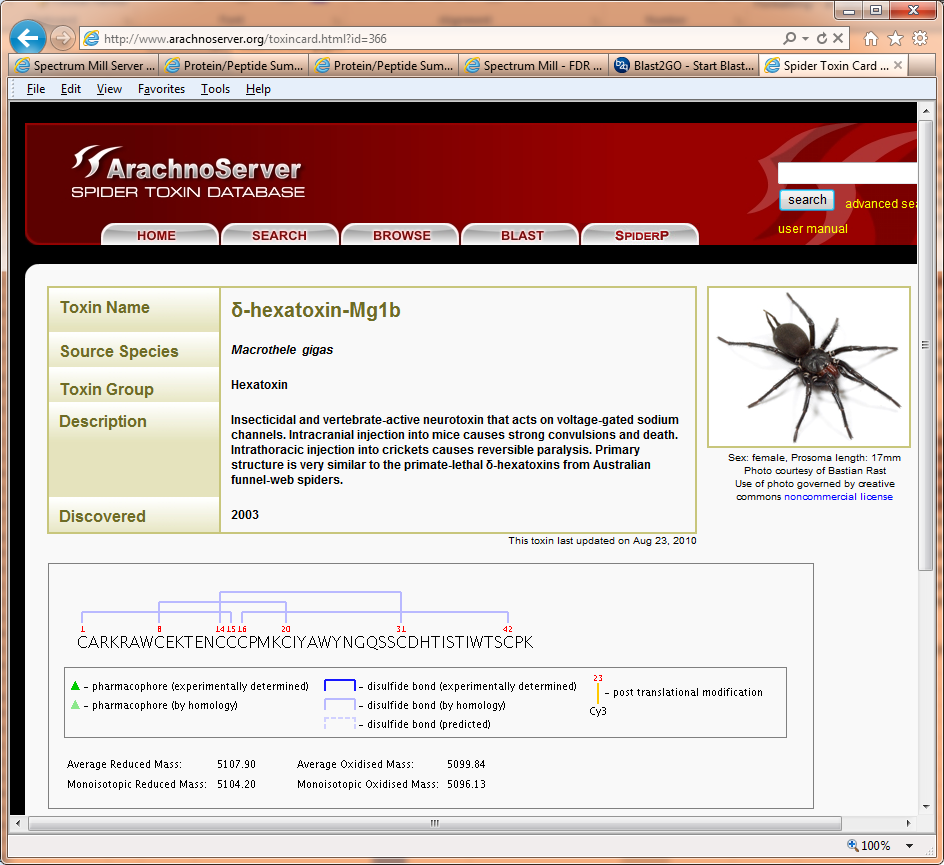 http://www.arachnoserver.org/toxincard.html?id=366
Spectrum Mill Server ... Protein/Peptide Sum... Protein/Peptide Sum... Spectrum Mill - FDR ... Blast2GO - Start Blast... Spider Toxin Card ...
File Edit View Favorites Tools Help
ArachnoServer
SPIDER TOXIN DATABASE
search advanced sea
user manual
HOME SEARCH BROWSE BLAST SPIDERP
Toxin Name δ-hexatoxin-Mg1b
Source Species Macrothele gigas
Toxin Group Hexatoxin
Description Insecticidal and vertebrate-active neurotoxin that acts on voltage-gated sodium
channels. Intracranial injection into mice causes strong convulsions and death.
Intrathoracic injection into crickets causes reversible paralysis. Primary
structure is very similar to the primate-lethal δ-hexatoxins from Australian
funnel-web spiders.
Discovered 2003
Sex: female, Prosoma length: 17mm
Photo courtesy of Bastian Rast
Use of photo governed by creative
commons noncommercial license
This toxin last updated on Aug 23, 2010
1 8 14 15 16 20 31 42
CARKRAWCEKTENCCCPMKCIYAWYNGQSSCDHTISTIWTSCPK
– pharmacophore (experimentally determined) – disulfide bond (experimentally determined) 23 – post translational modification
– pharmacophore (by homology) – disulfide bond (by homology) Cy3
– disulfide bond (predicted)
Average Reduced Mass: 5107.90 Average Oxidised Mass: 5099.84
Monoisotopic Reduced Mass: 5104.20 Monoisotopic Oxidised Mass: 5096.13
100%